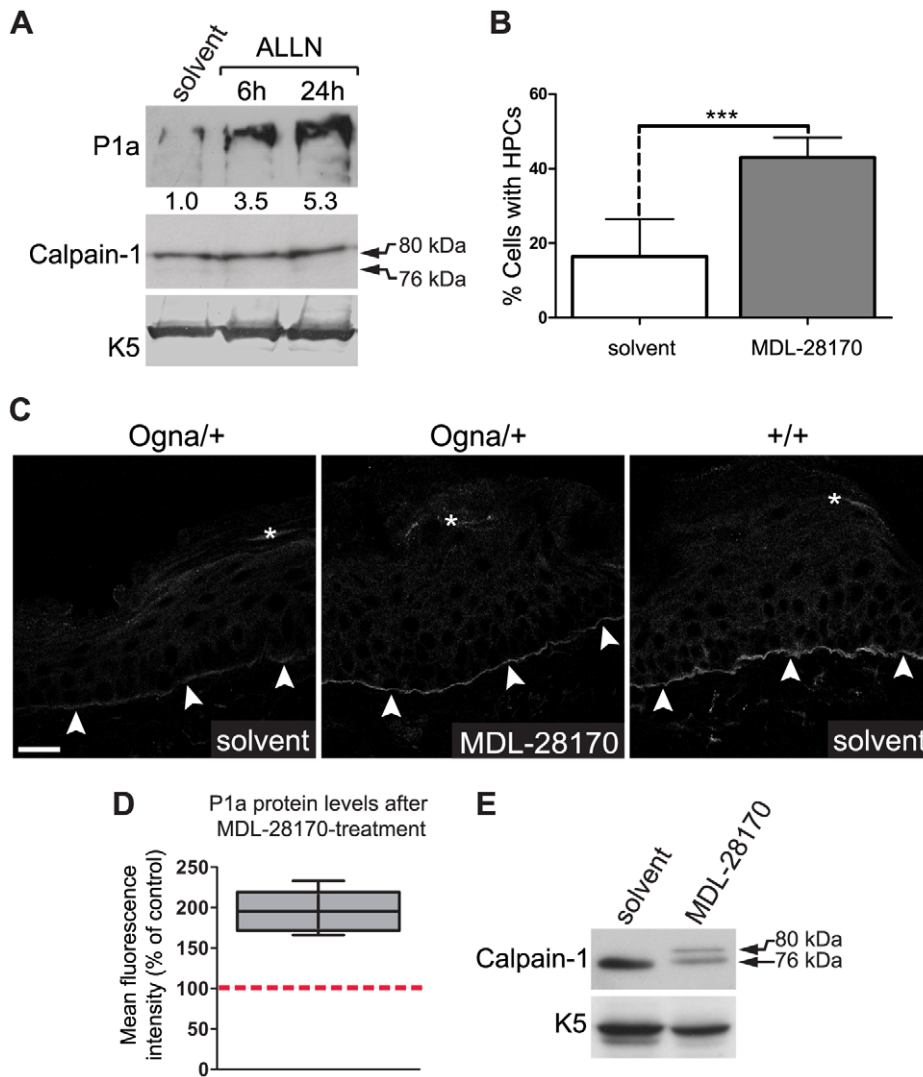 A
solvent
ALLN
6h 24h
P1a
1.0 3.5 5.3
Calpain-1
80 kDa
76 kDa
K5
B
% Cells with HPCs
60
40
20
0
***
solvent MDL-28170
C
Ogna/+ Ogna/+ +/+
* * *
solvent MDL-28170 solvent
D
P1a protein levels after
MDL-28170-treatment
Mean fluorescence
intensity (% of control)
250
200
150
100
50
0
E
solvent MDL-28170
Calpain-1
80 kDa
76 kDa
K5